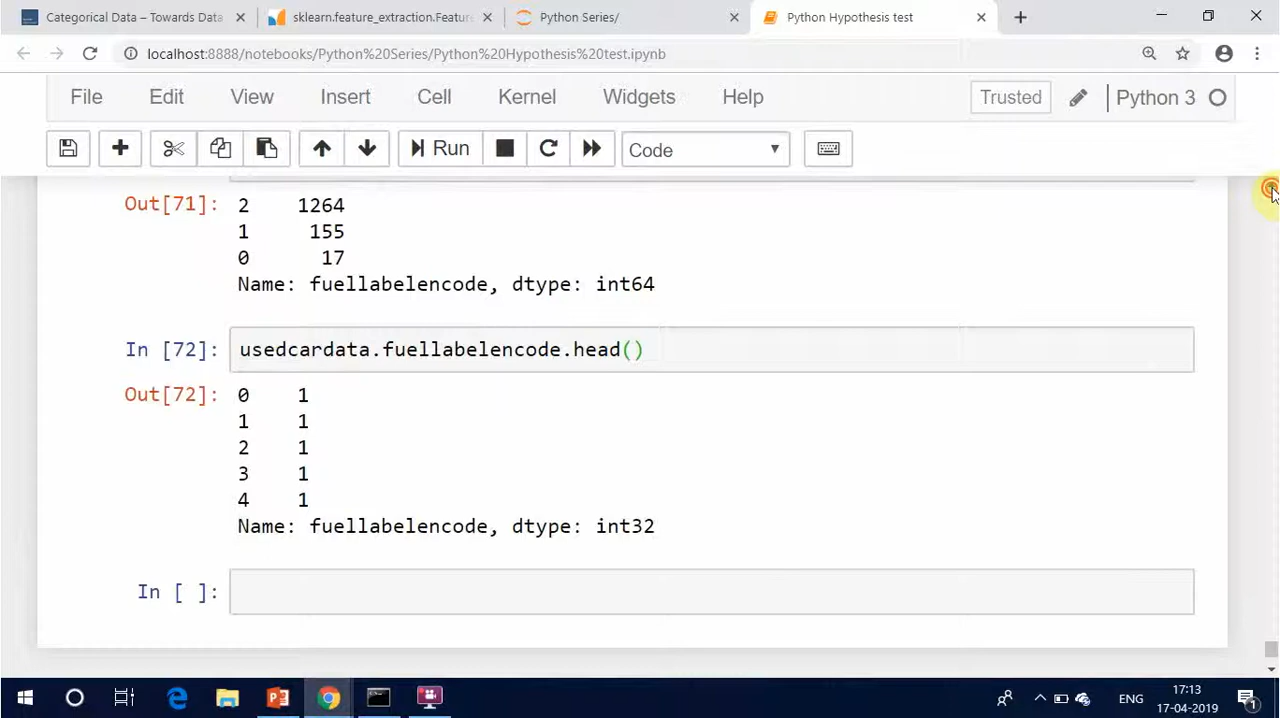 Categorical Data – Towards Data
sklearn.feature_extraction.Featur
Python Series/
Python Hypothesis test
localhost:8888/notebooks/Python%20Series/Python%20Hypothesis%20test.ipynb
File Edit View Insert Cell Kernel Widgets Help Trusted Python 3
Run Code
Out[71]: 2 1264
1 155
0 17
Name: fuellabelencode, dtype: int64
In [72]: usedcardata.fuellabelencode.head()
Out[72]: 0 1
1 1
2 1
3 1
4 1
Name: fuellabelencode, dtype: int32
In [ ]:
ENG
17:13
17-04-2019
1